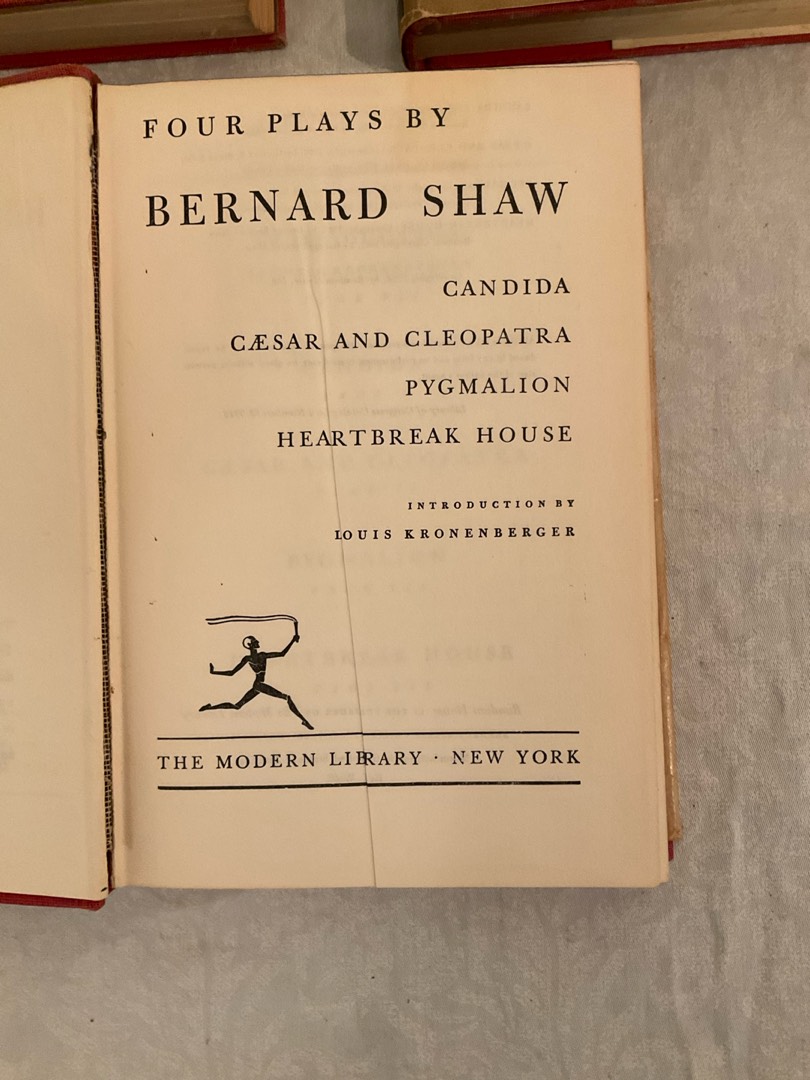 FOUR PLAYS BY
BERNARD SHAW
CANDIDA
CÆSAR AND CLEOPATRA
PYGMALION
HEARTBREAK HOUSE
INTRODUCTION BY
LOUIS KRONENBERGER
THE MODERN LIBRARY · NEW YORK